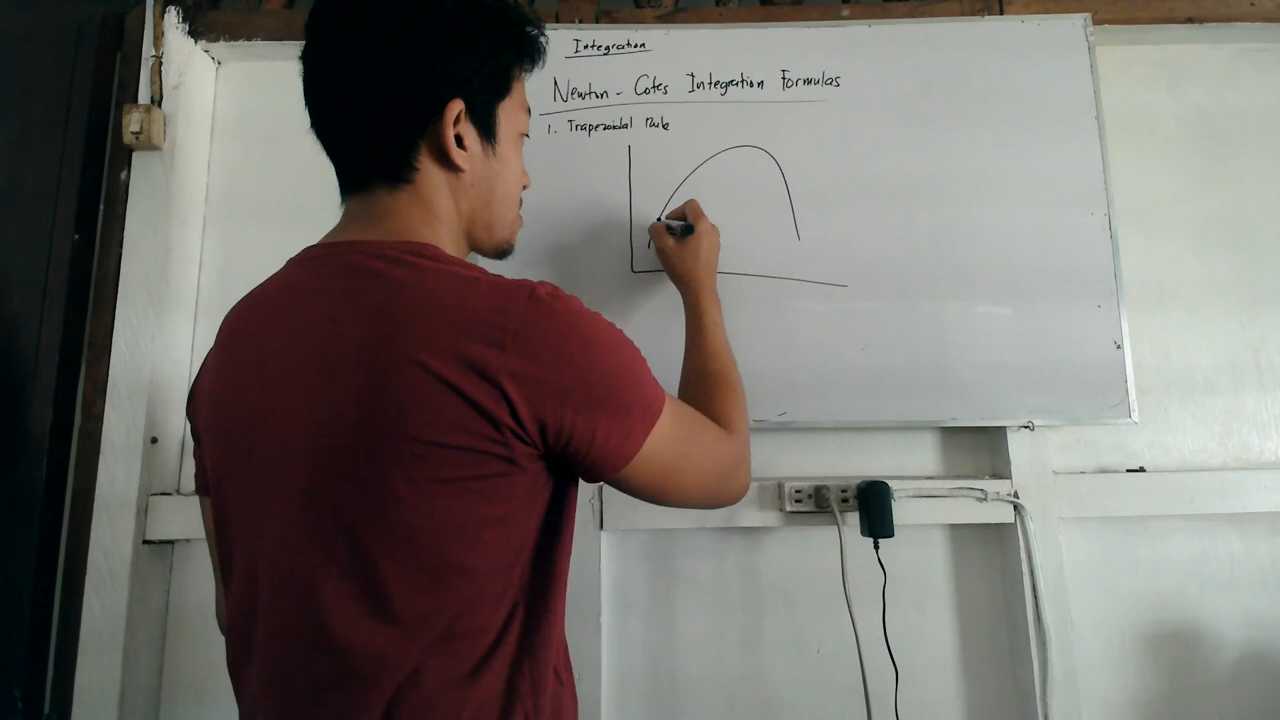 Integration
Newton - Cotes Integration Formulas
1. Trapezoidal Rule